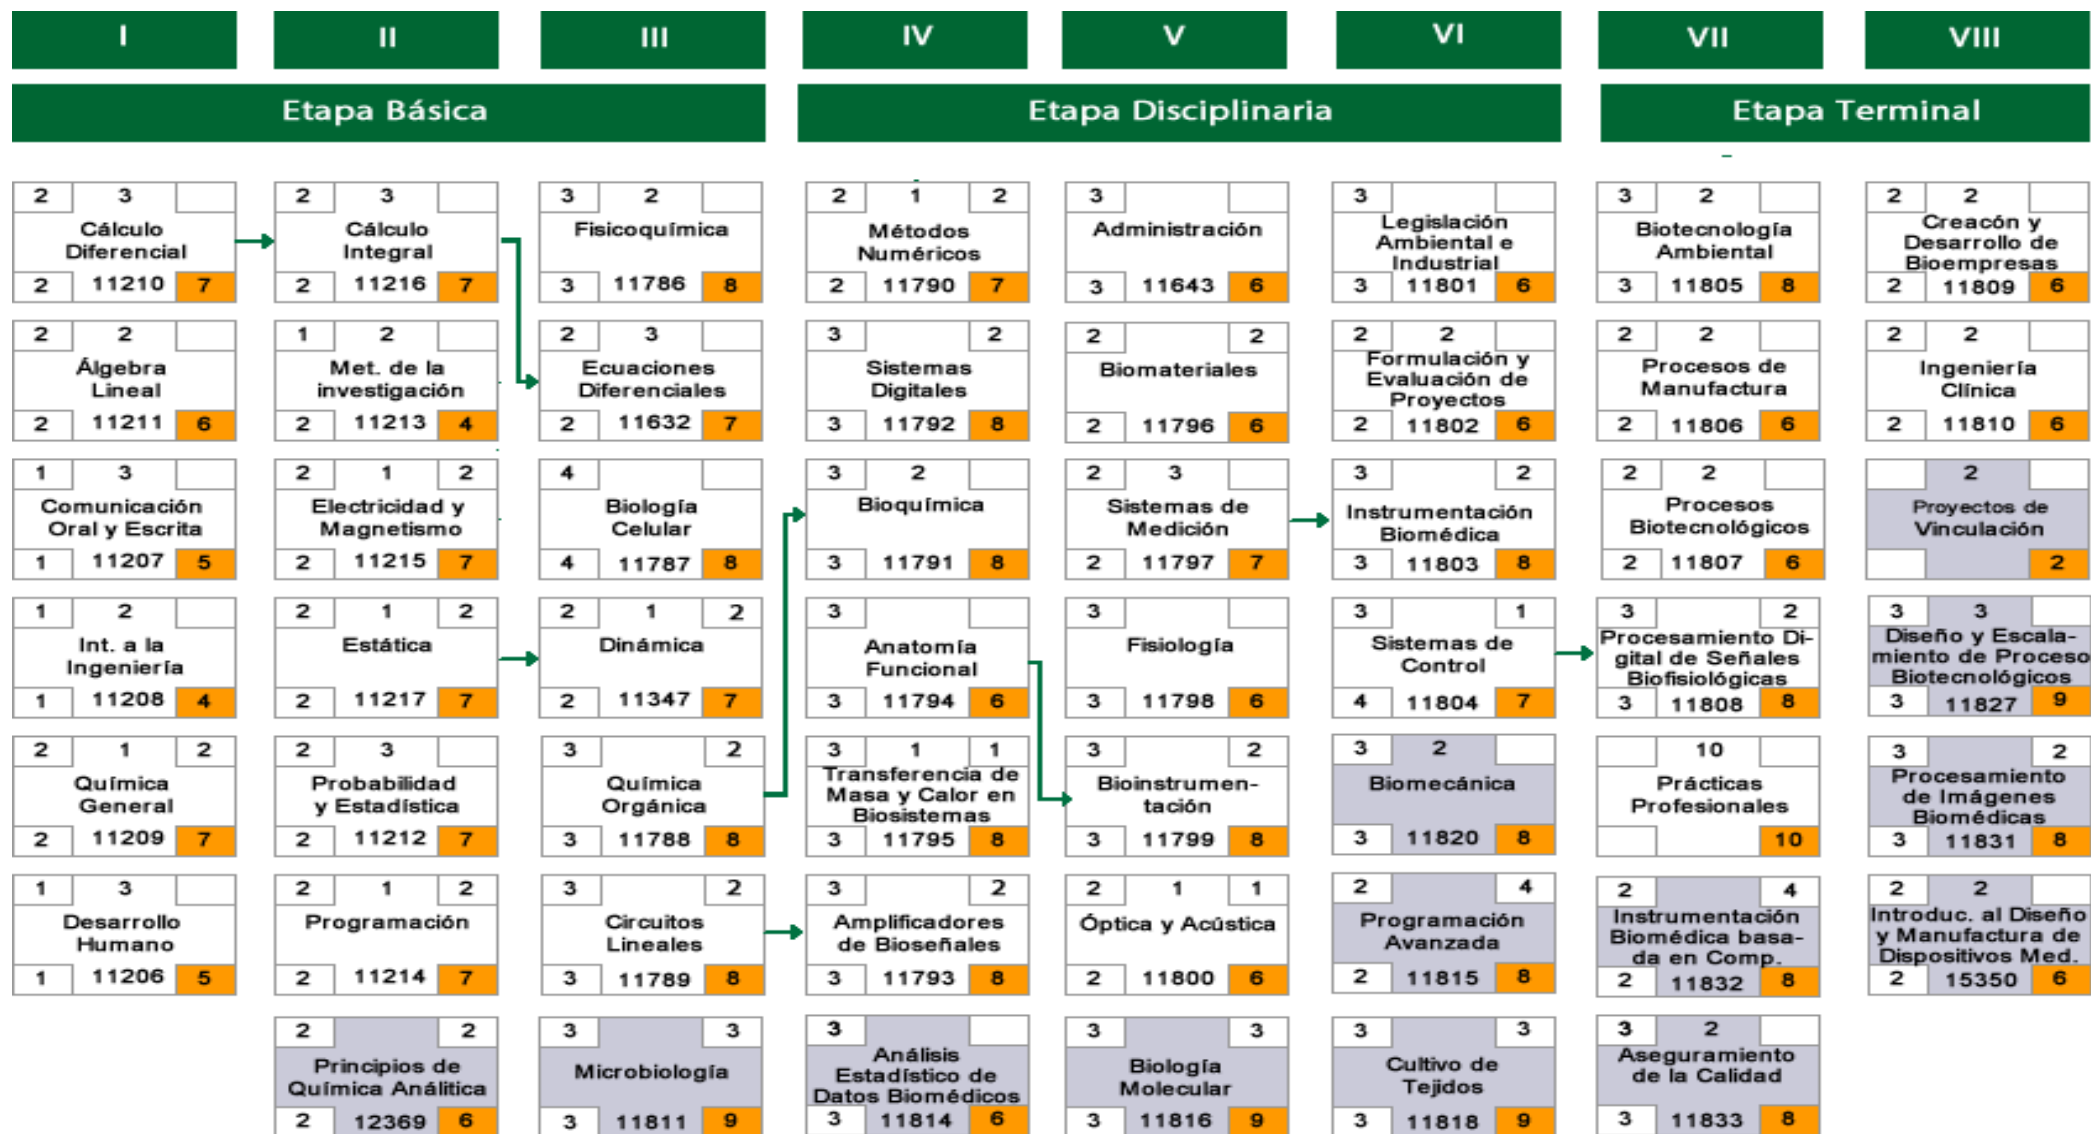 I II III IV V VI VII VIII
Etapa Básica Etapa Disciplinaria Etapa Terminal
2 3
Cálculo
Diferencial
2 11210 7
2 2
Álgebra
Lineal
2 11211 6
1 3
Comunicación
Oral y Escrita
1 11207 5
1 2
Int. a la
Ingeniería
1 11208 4
2 1 2
Química
General
2 11209 7
1 3
Desarrollo
Humano
1 11206 5
2 3
Cálculo
Integral
2 11216 7
1 2
Met. de la
investigación
2 11213 4
2 1 2
Electricidad y
Magnetismo
2 11215 7
2 1 2
Estática
2 11217 7
2 3
Probabilidad
y Estadística
2 11212 7
2 1 2
Programación
2 11214 7
2 2
Principios de
Química Análitica
2 12369 6
3 2
Fisicoquímica
3 11786 8
2 3
Ecuaciones
Diferenciales
2 11632 7
4
Biología
Celular
4 11787 8
2 1 2
Dinámica
2 11347 7
3 2
Química
Orgánica
3 11788 8
3 2
Circuitos
Lineales
3 11789 8
3 3
Microbiología
3 11811 9
2 1 2
Métodos
Numéricos
2 11790 7
3 2
Sistemas
Digitales
3 11792 8
3 2
Bioquímica
3 11791 8
3
Anatomía
Funcional
3 11794 6
3 1 1
Transferencia de
Masa y Calor en
Biosistemas
3 11795 8
3 2
Amplificadores
de Bioseñales
3 11793 8
3
Análisis
Estadístico de
Datos Biomédicos
3 11814 6
3
Administración
3 11643 6
2 2
Biomateriales
2 11796 6
2 3
Sistemas de
Medición
2 11797 7
3
Fisiología
3 11798 6
3 2
Bioinstrumen-
tación
3 11799 8
2 1 1
Óptica y Acústica
2 11800 6
3 3
Biología
Molecular
3 11816 9
3
Legislación
Ambiental e
Industrial
3 11801 6
2 2
Formulación y
Evaluación de
Proyectos
2 11802 6
3 2
Instrumentación
Biomédica
3 11803 8
3 1
Sistemas de
Control
4 11804 7
3 2
Biomecánica
3 11820 8
2 4
Programación
Avanzada
2 11815 8
3 3
Cultivo de
Tejidos
3 11818 9
3 2
Biotecnología
Ambiental
3 11805 8
2 2
Procesos de
Manufactura
2 11806 6
2 2
Procesos
Biotecnológicos
2 11807 6
3 2
Procesamiento Di-
gital de Señales
Biofisiológicas
3 11808 8
10
Prácticas
Profesionales
10
2 4
Instrumentación
Biomédica basa-
da en Comp.
2 11832 8
3 2
Aseguramiento
de la Calidad
3 11833 8
2 2
Creacón y
Desarrollo de
Bioempresas
2 11809 6
2 2
Ingeniería
Clínica
2 11810 6
2
Proyectos de
Vinculación
2
3 3
Diseño y Escala-
miento de Proceso
Biotecnológicos
3 11827 9
3 2
Procesamiento
de Imágenes
Biomédicas
3 11831 8
2 2
Introduc. al Diseño
y Manufactura de
Dispositivos Med.
2 15350 6